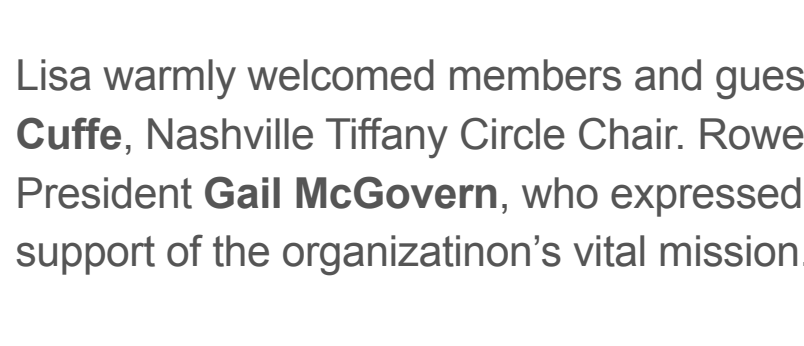 Lisa warmly welcomed members and gues
Cuffe, Nashville Tiffany Circle Chair. Rowe
President Gail McGovern, who expressed
support of the organizatinon’s vital mission.